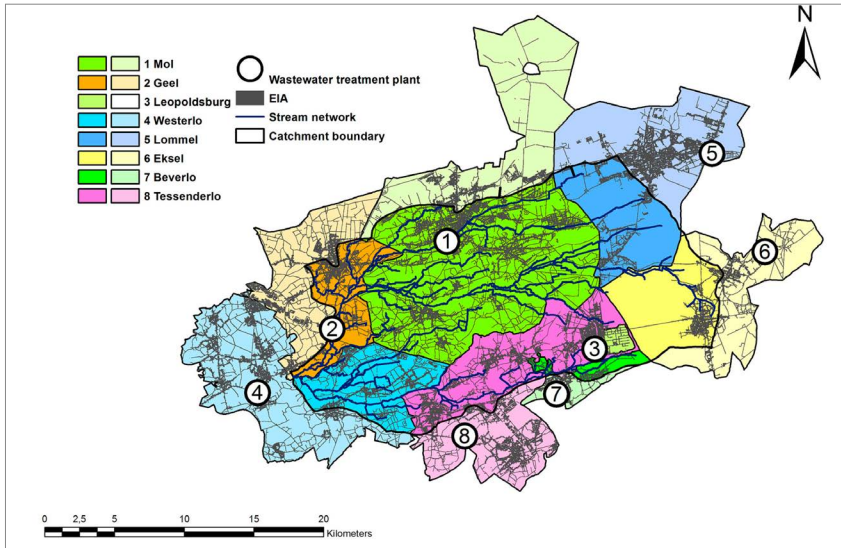 N
1 Mol
2 Geel
3 Leopoldsburg
4 Westerlo
5 Lommel
6 Eksel
7 Beverlo
8 Tessenderlo
Wastewater treatment plant
EIA
Stream network
Catchment boundary
5
1
6
2
3
4
7
8
0 2,5 5 10 15 20
Kilometers